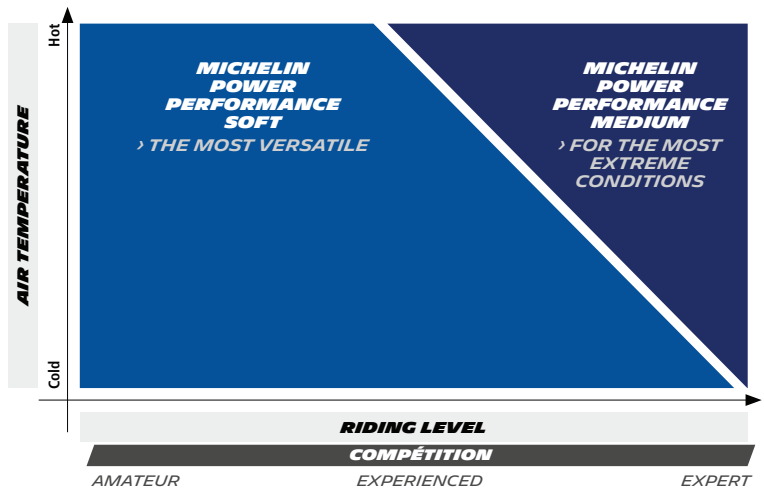 Hot
AIR TEMPERATURE
Cold
MICHELIN
POWER
PERFORMANCE
SOFT
› THE MOST VERSATILE
MICHELIN
POWER
PERFORMANCE
MEDIUM
› FOR THE MOST
EXTREME
CONDITIONS
RIDING LEVEL
COMPÉTITION
AMATEUR EXPERIENCED EXPERT